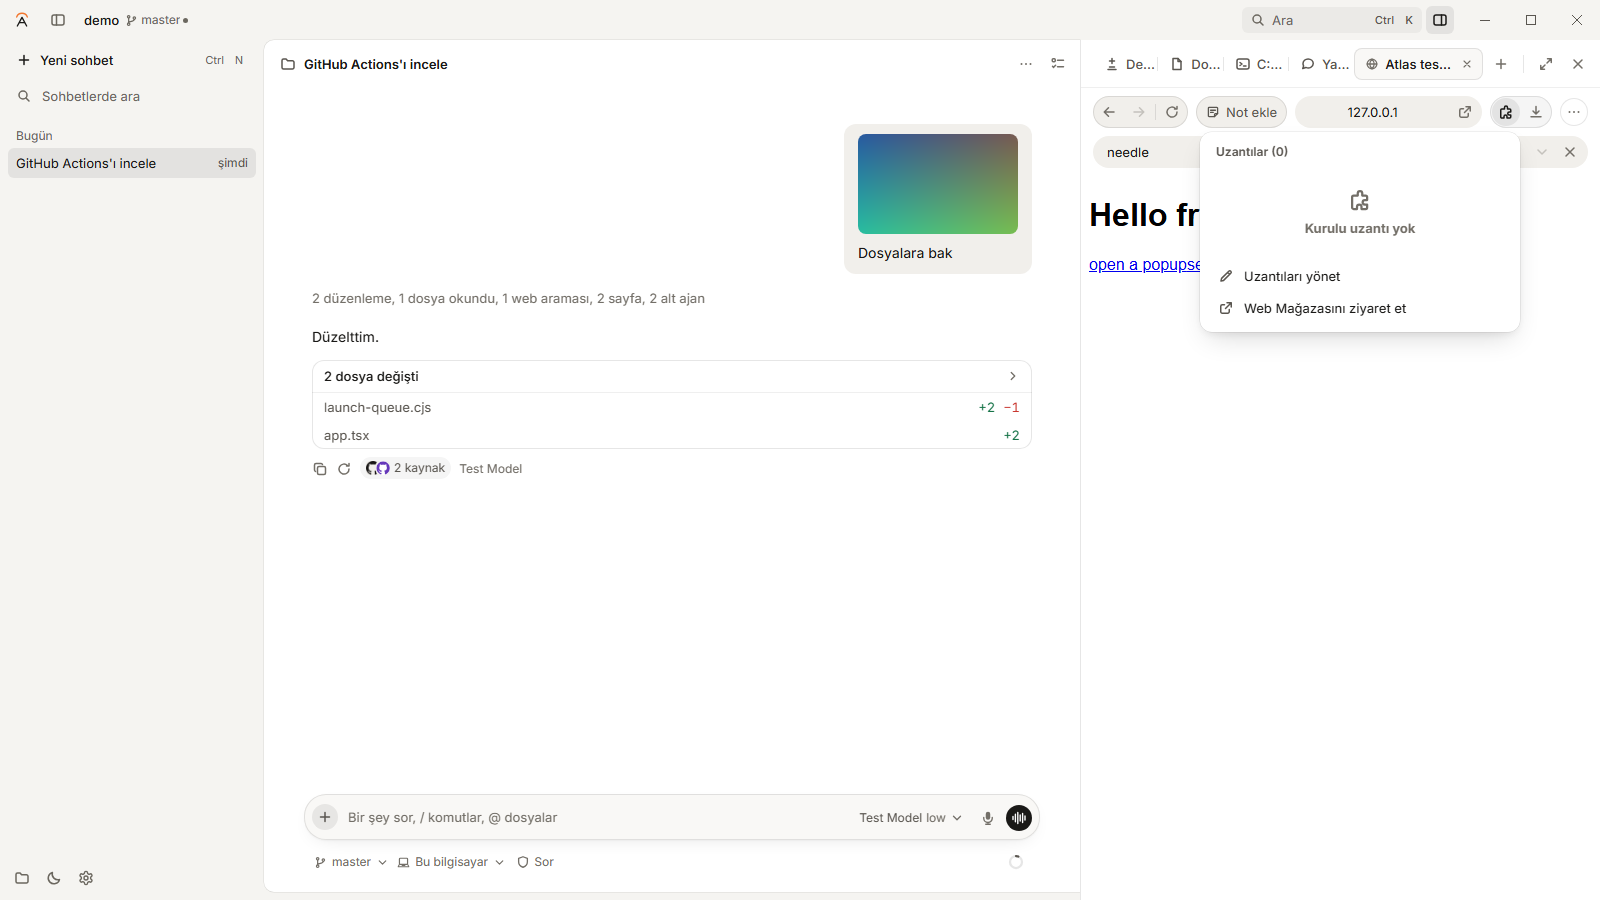 demo master
Ara Ctrl K
Yeni sohbet Ctrl N
Sohbetlerde ara
Bugün
GitHub Actions'ı incele şimdi
GitHub Actions'ı incele
Dosyalara bak
2 düzenleme, 1 dosya okundu, 1 web araması, 2 sayfa, 2 alt ajan
Düzelttim.
2 dosya değişti
launch-queue.cjs +2 −1
app.tsx +2
2 kaynak Test Model
Bir şey sor, / komutlar, @ dosyalar
Test Model low
master Bu bilgisayar Sor
De... Do... C:... Ya... Atlas tes...
Not ekle 127.0.0.1
needle
Uzantılar (0)
Kurulu uzantı yok
Uzantıları yönet
Web Mağazasını ziyaret et
Hello fr
open a popupse